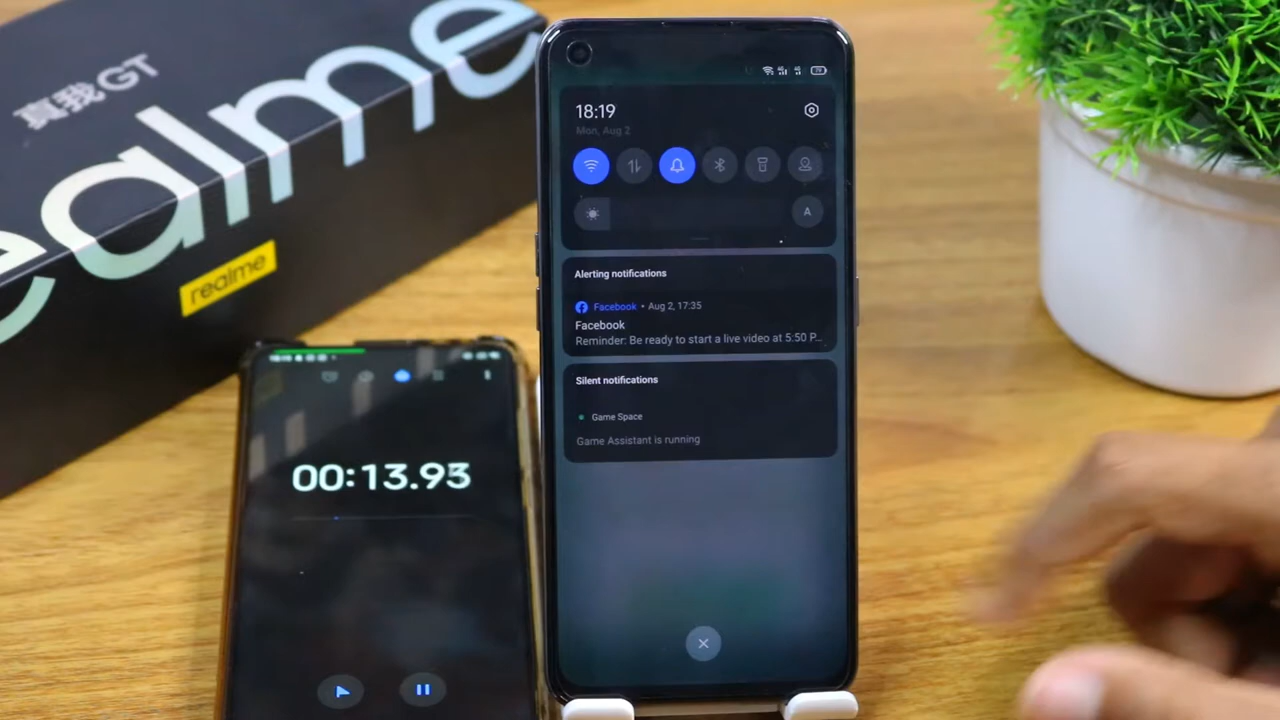 真我GT
realme
realme
18:19
Mon, Aug 2
A
Alerting notifications
Facebook • Aug 2, 17:35
Facebook
Reminder: Be ready to start a live video at 5:50 P...
Silent notifications
Game Space
Game Assistant is running
00:13.93